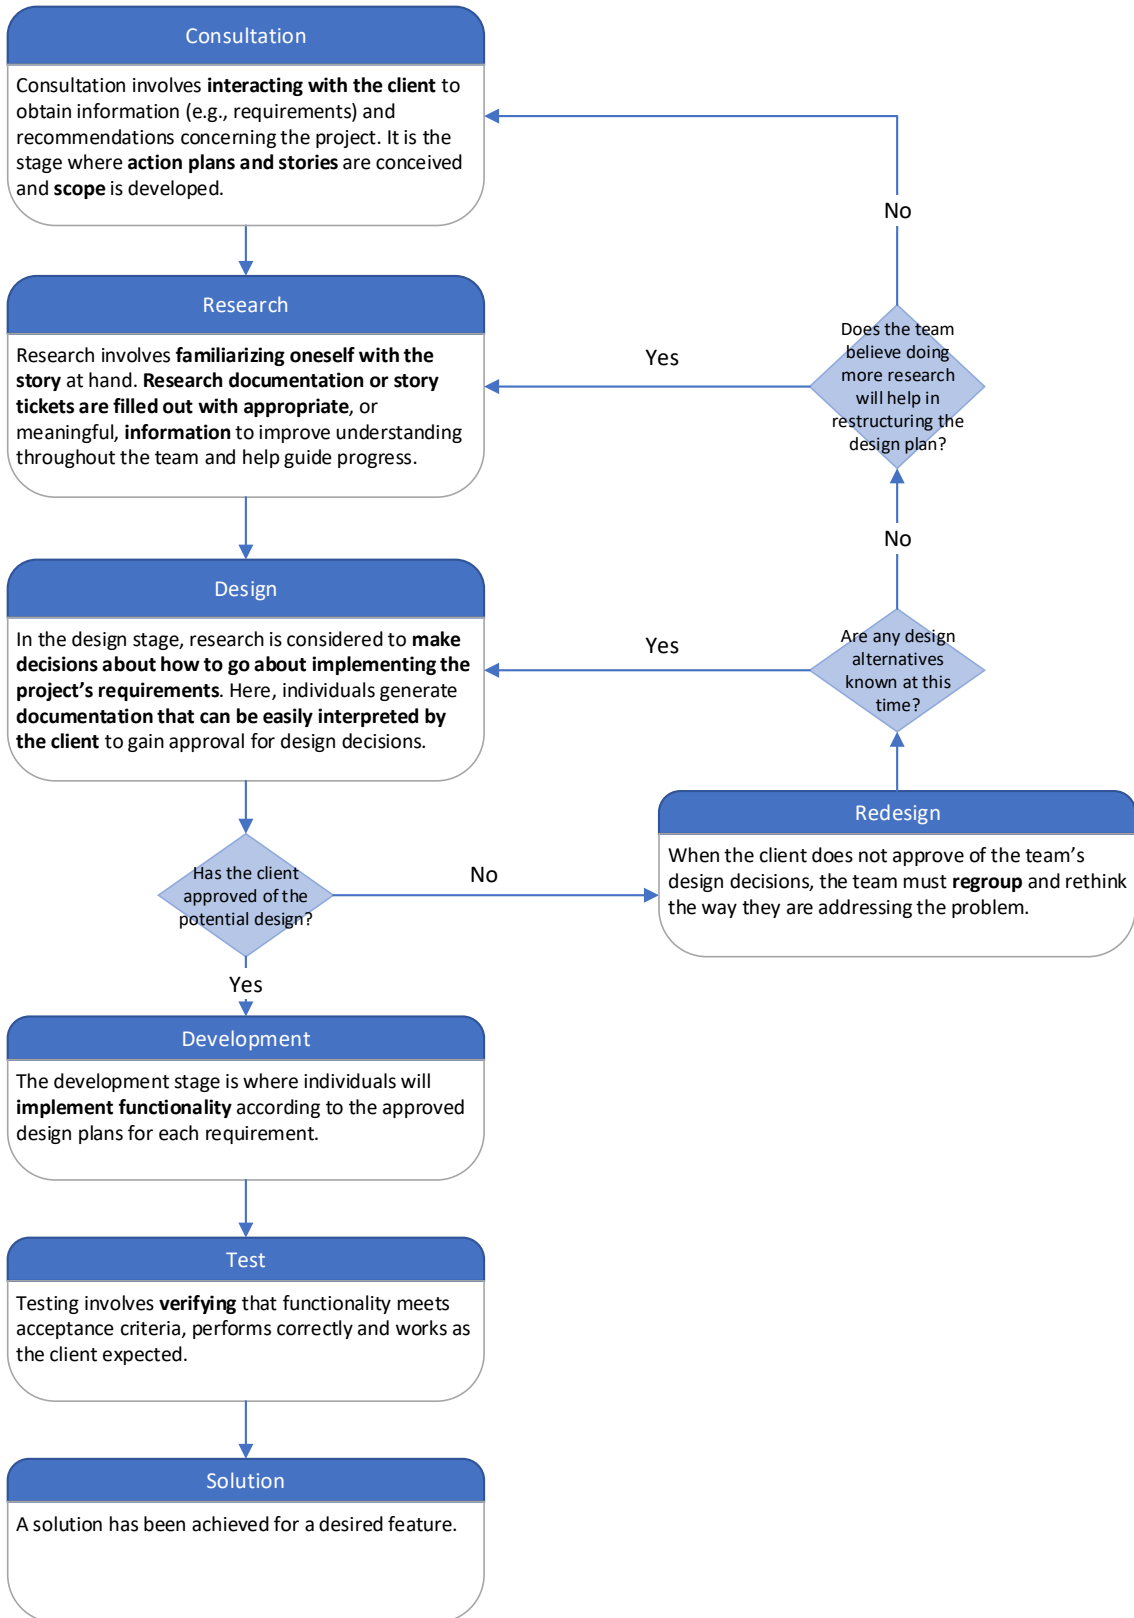 Consultation
Consultation involves interacting with the client to
obtain information (e.g., requirements) and
recommendations concerning the project. It is the
stage where action plans and stories are conceived
and scope is developed.
No
Research
Research involves familiarizing oneself with the
story at hand. Research documentation or story
tickets are filled out with appropriate, or
meaningful, information to improve understanding
throughout the team and help guide progress.
Yes
Does the team
believe doing
more research
will help in
restructuring the
design plan?
No
Design
In the design stage, research is considered to make
decisions about how to go about implementing the
project's requirements. Here, individuals generate
documentation that can be easily interpreted by
the client to gain approval for design decisions.
Yes
Are any design
alternatives
known at this
time?
Has the client
approved of the
potential design?
No
Redesign
When the client does not approve of the team's
design decisions, the team must regroup and rethink
the way they are addressing the problem.
Yes
Development
The development stage is where individuals will
implement functionality according to the approved
design plans for each requirement.
Test
Testing involves verifying that functionality meets
acceptance criteria, performs correctly and works as
the client expected.
Solution
A solution has been achieved for a desired feature.